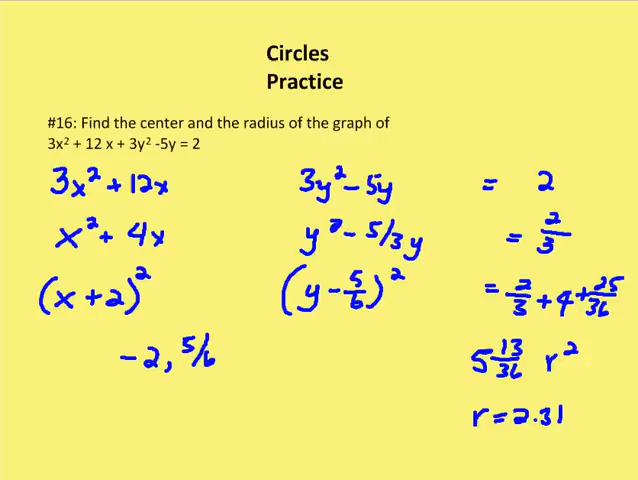 Circles
Practice
#16: Find the center and the radius of the graph of
3x² + 12 x + 3y² -5y = 2
3x² + 12x 3y² - 5y = 2
x² + 4x y² - 5/3 y = 2/3
(x + 2)² (y - 5/6)² = 2/3 + 4 + 25/36
-2, 5/6 5 13/36 r²
r = 2.31